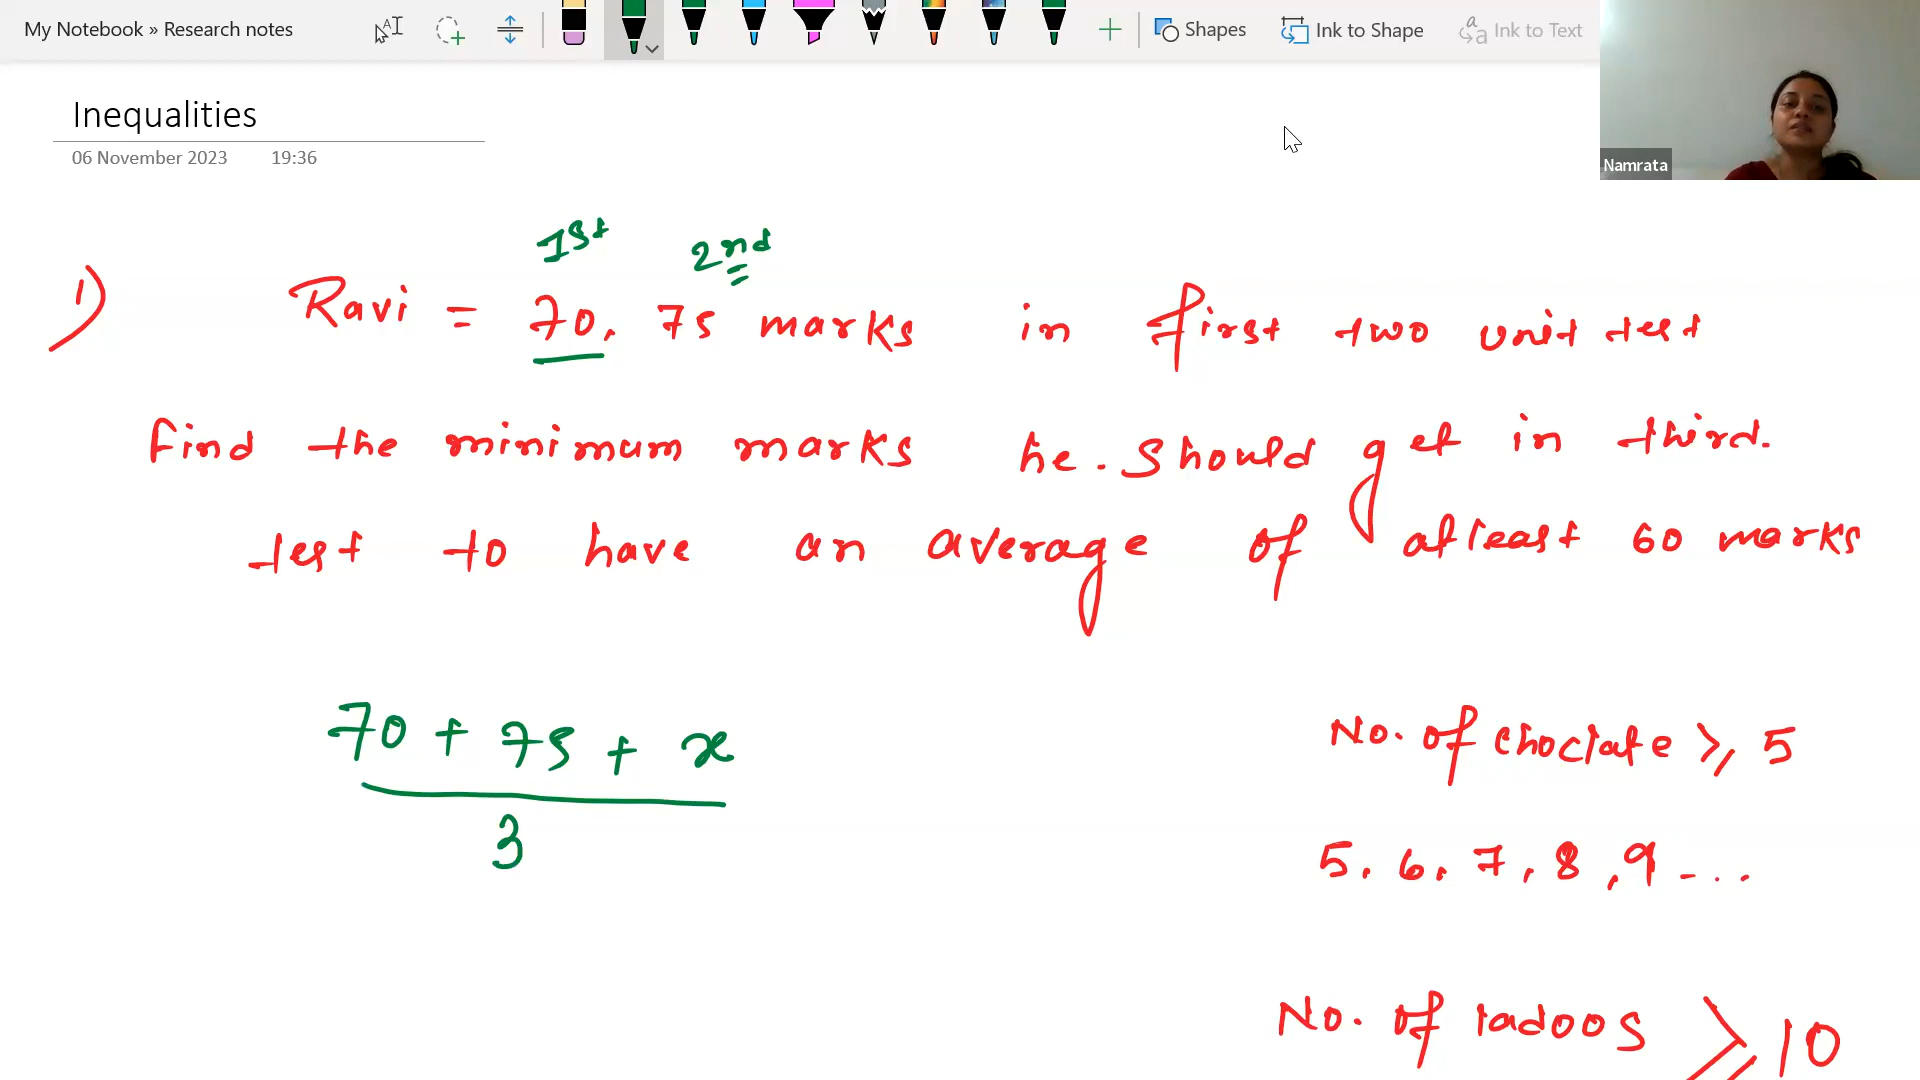 My Notebook » Research notes
Shapes
Ink to Shape
Ink to Text
Namrata
Inequalities
06 November 2023 19:36
1st 2nd
1) Ravi = 70, 75 marks in first two unit test
Find the minimum marks he. should get in third.
test to have an average of atleast 60 marks
70 + 75 + x
3
No. of choclate ⩾ 5
5, 6, 7, 8, 9 - ...
No. of ladoos ⩾ 10